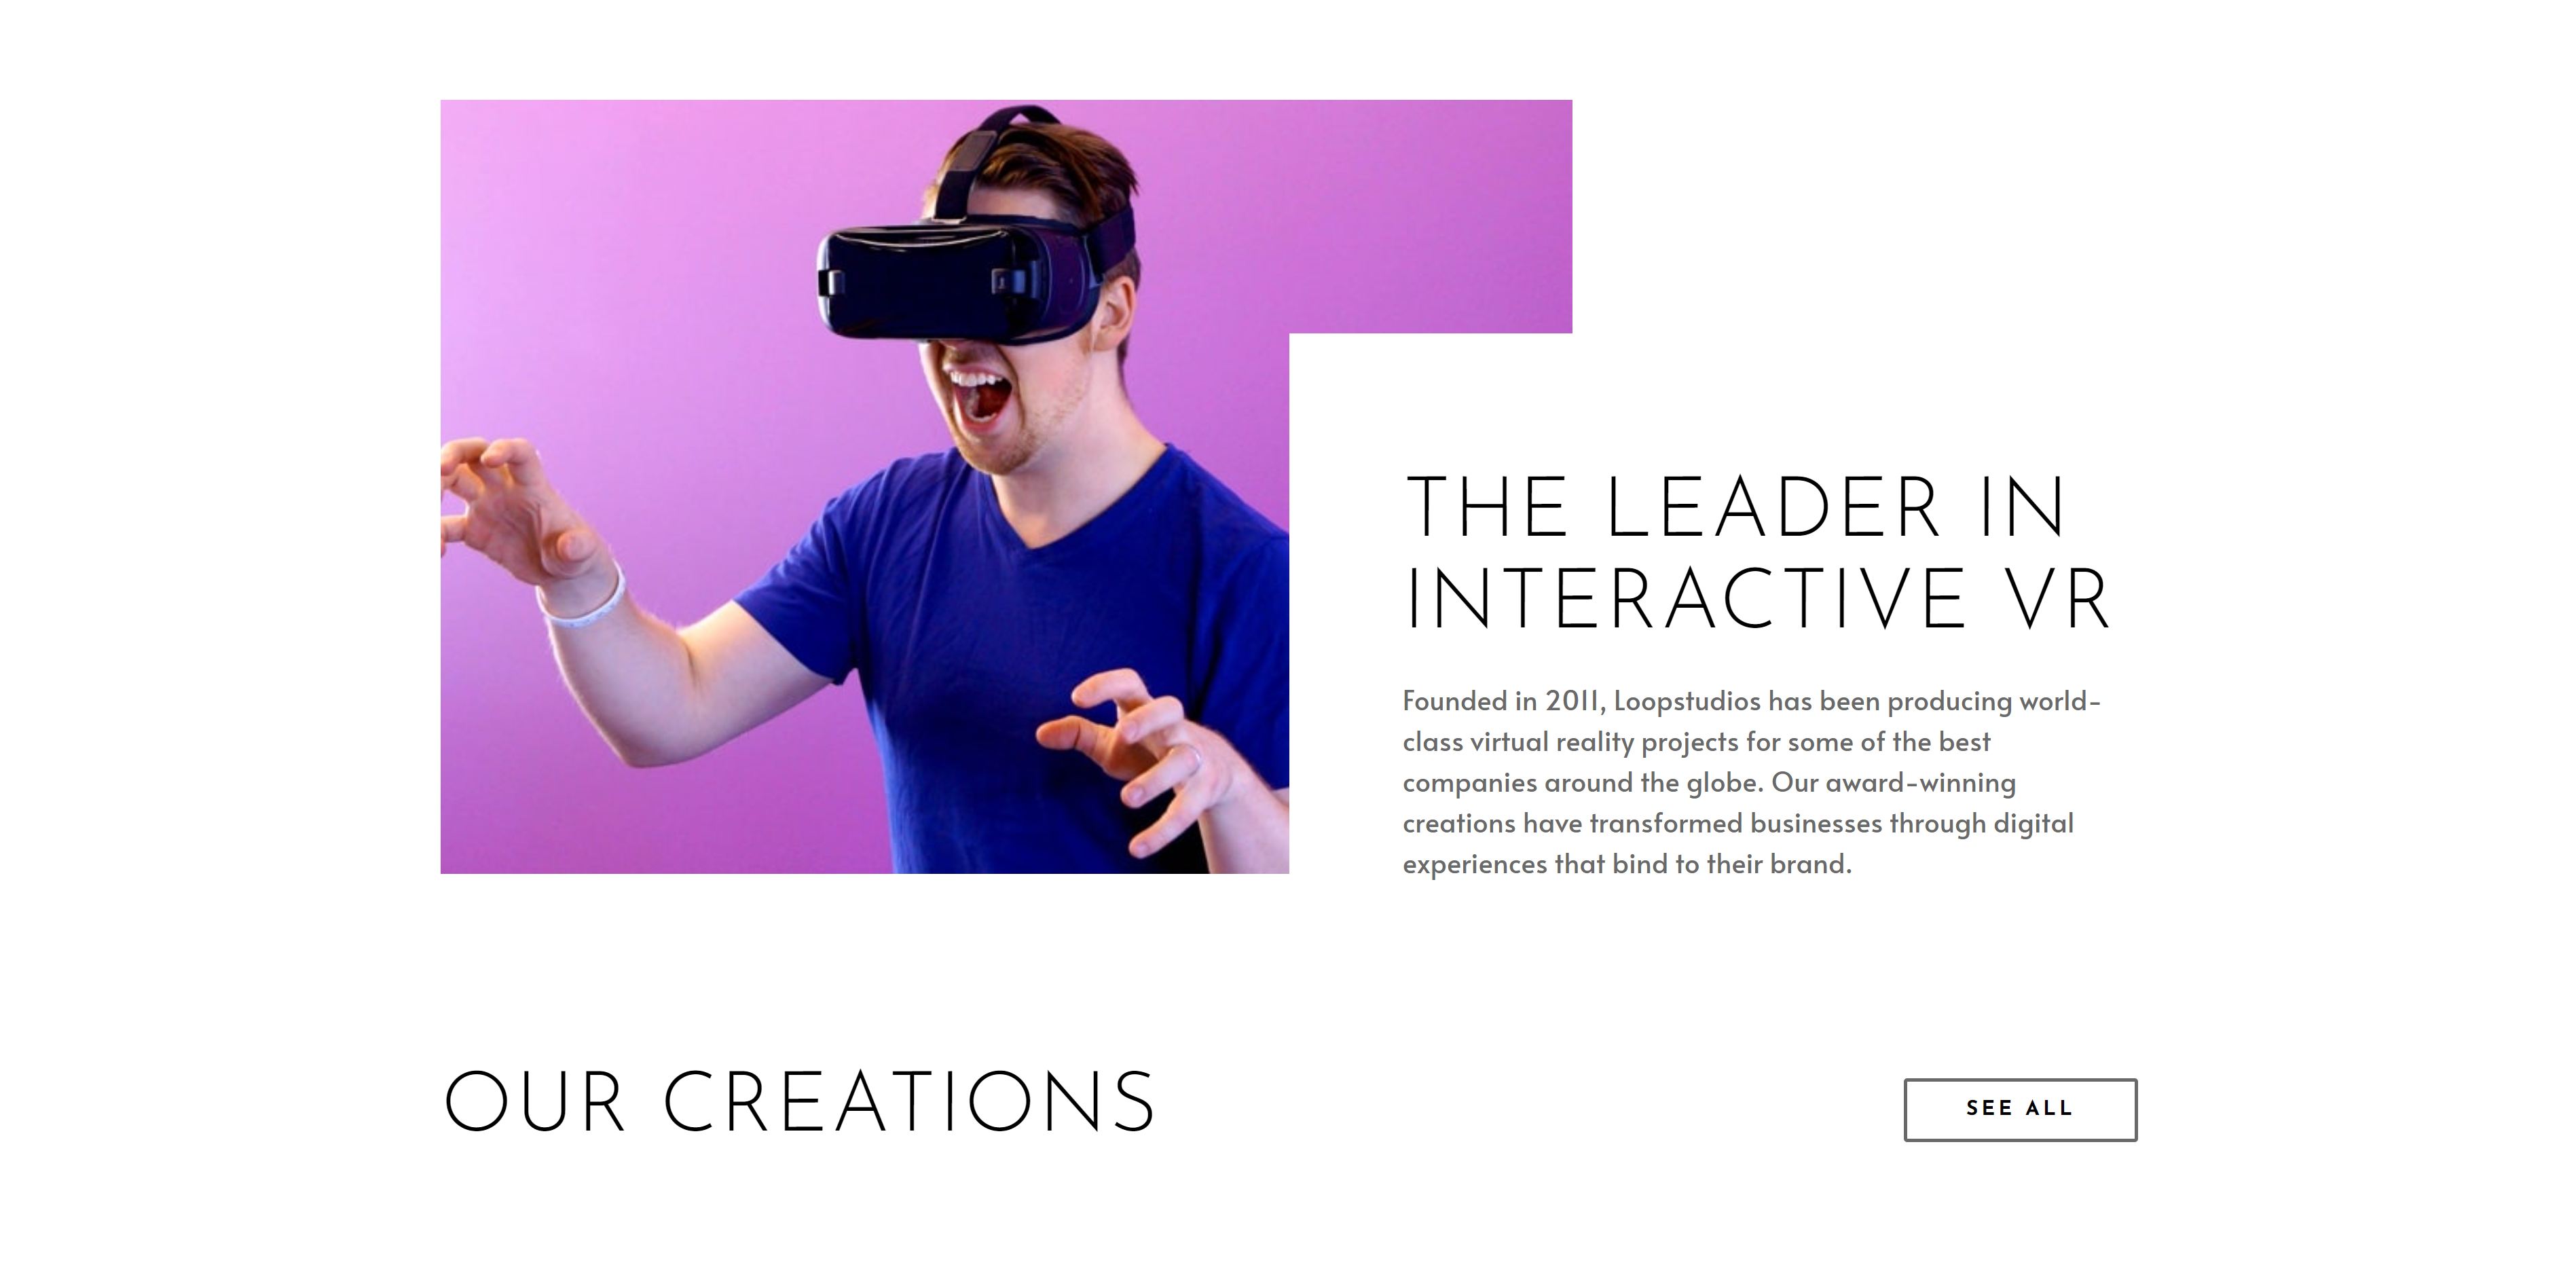 THE LEADER IN
INTERACTIVE VR
Founded in 2011, Loopstudios has been producing world-
class virtual reality projects for some of the best
companies around the globe. Our award-winning
creations have transformed businesses through digital
experiences that bind to their brand.
OUR CREATIONS
SEE ALL